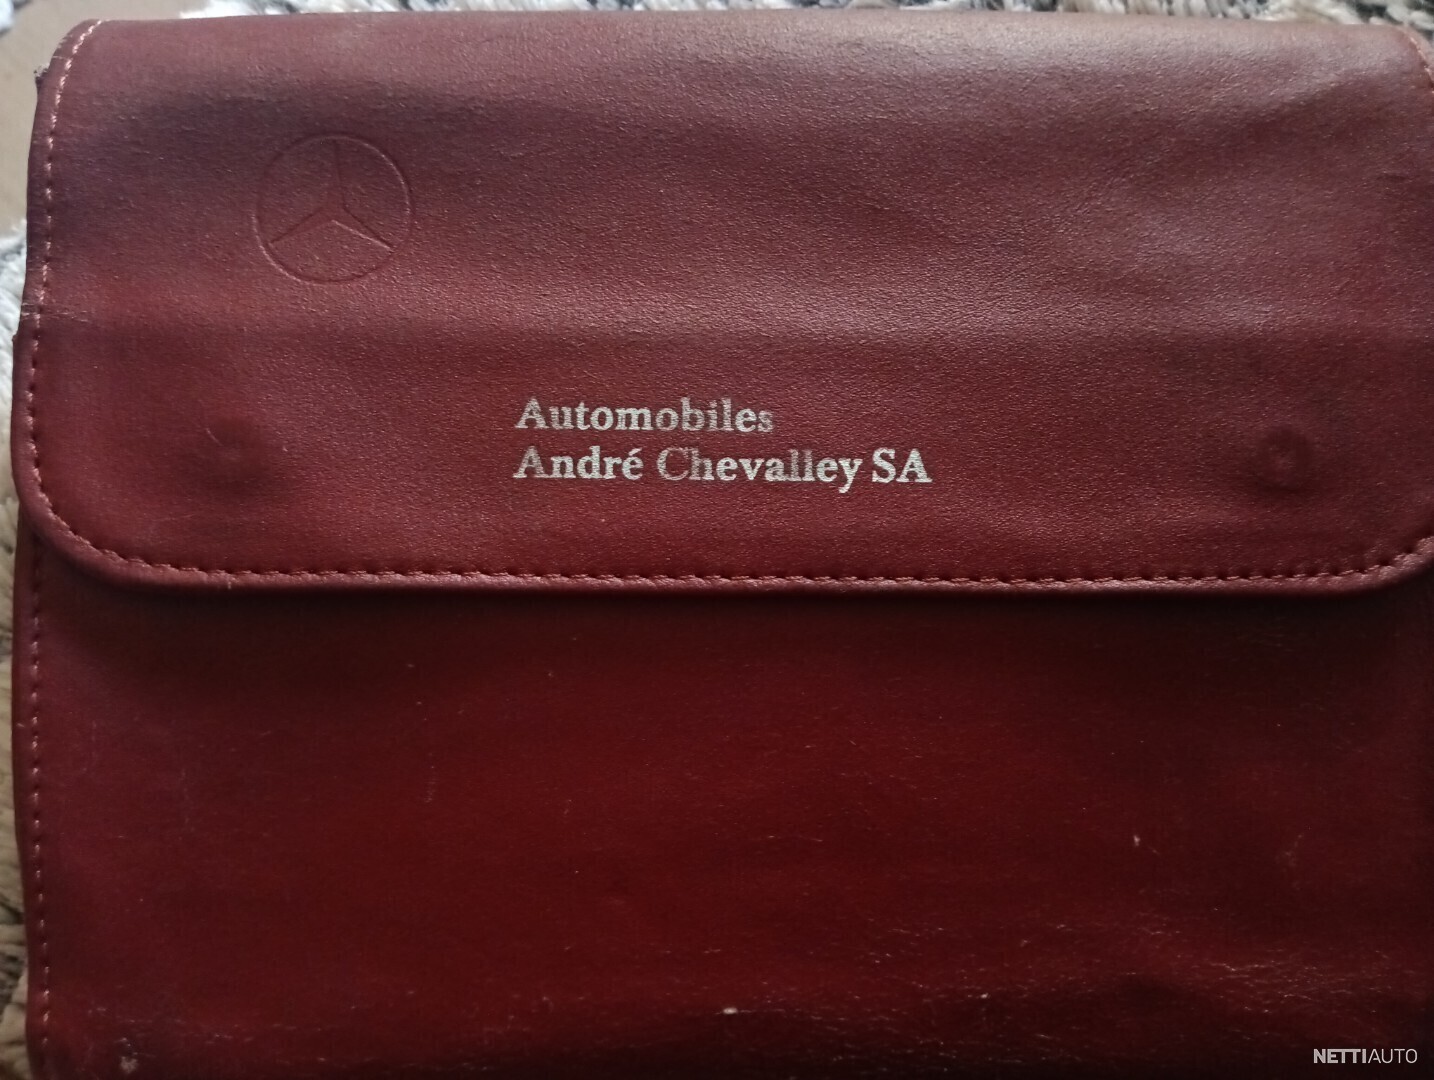 Automobiles
André Chevalley SA
NETTIAUTO